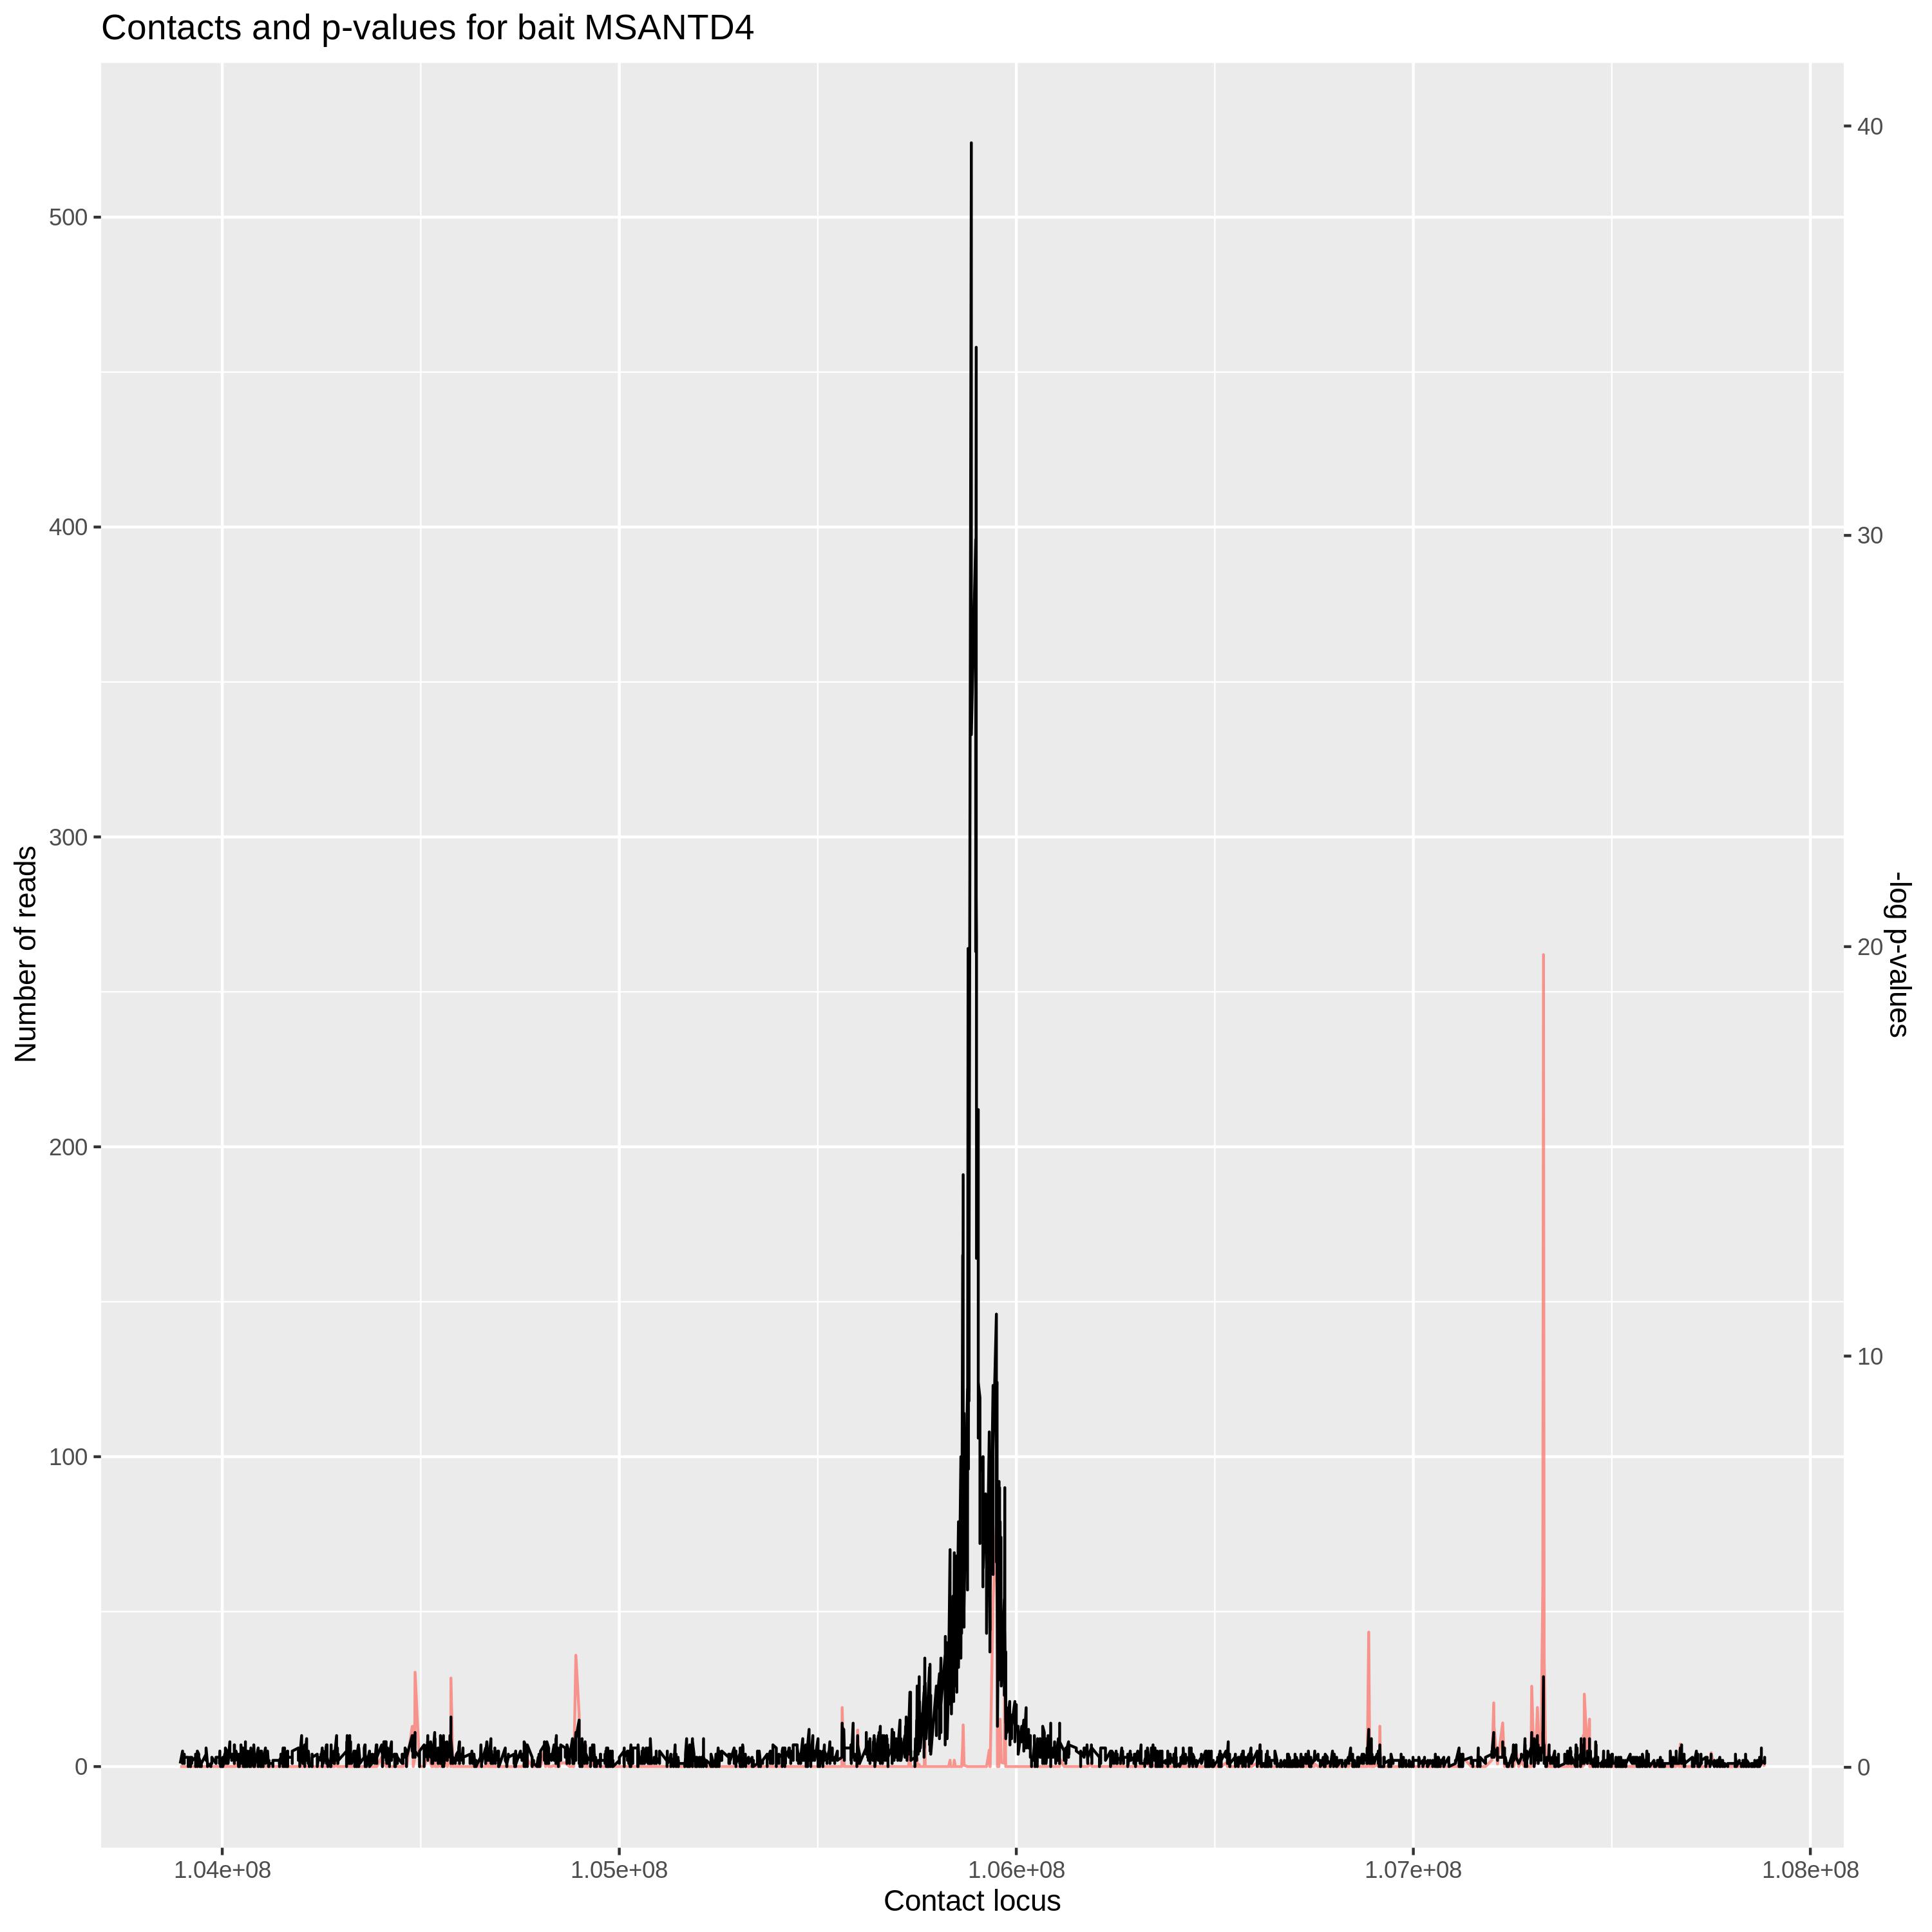 Contacts and p-values for bait MSANTD4
Number of reads
500
400
300
200
100
0
40
30
20
10
0
-log p-values
1.04e+08
1.05e+08
1.06e+08
1.07e+08
1.08e+08
Contact locus